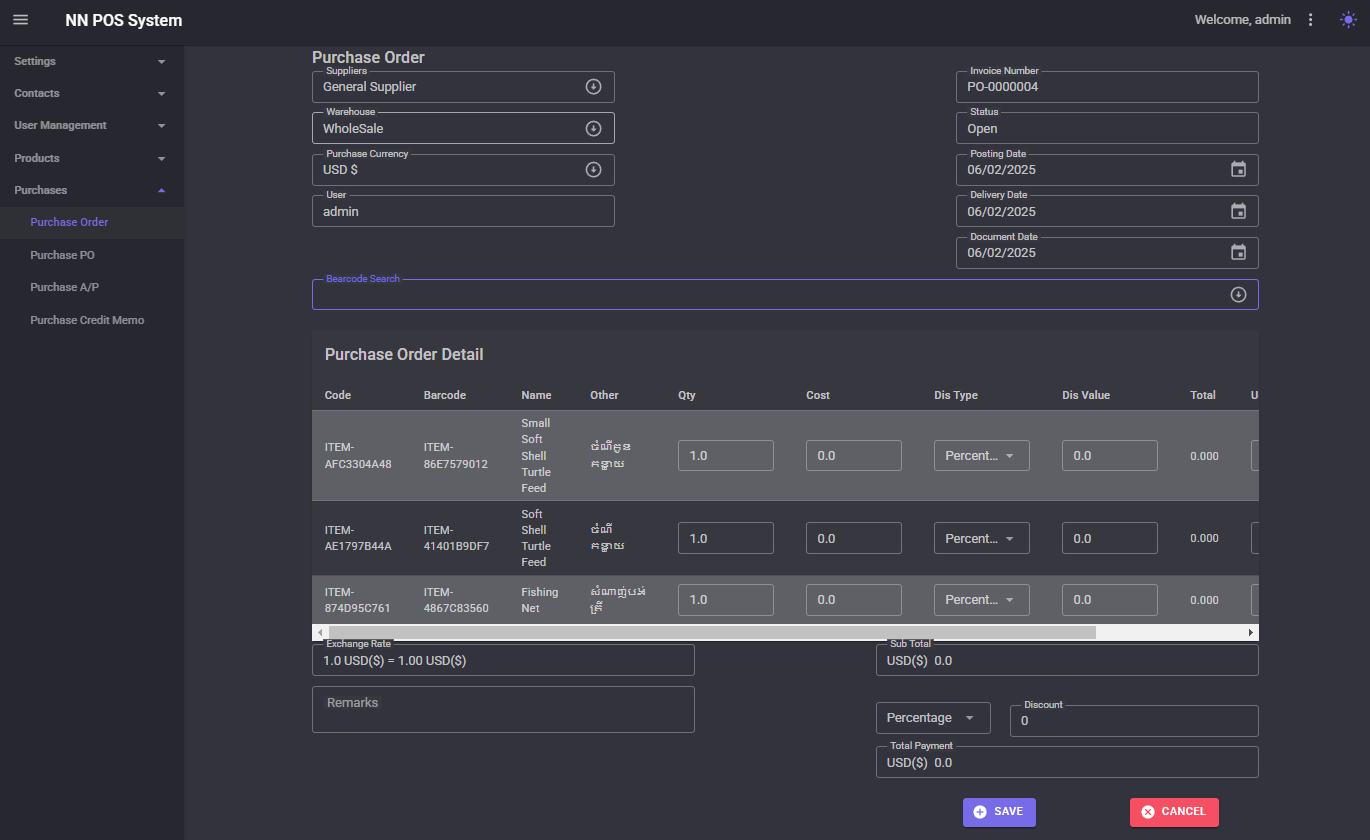 NN POS System
Welcome, admin
Settings
Contacts
User Management
Products
Purchases
Purchase Order
Purchase PO
Purchase A/P
Purchase Credit Memo
Purchase Order
Suppliers
General Supplier
Warehouse
WholeSale
Purchase Currency
USD $
User
admin
Invoice Number
PO-0000004
Status
Open
Posting Date
06/02/2025
Delivery Date
06/02/2025
Document Date
06/02/2025
Bearcode Search
Purchase Order Detail
Code Barcode Name Other Qty Cost Dis Type Dis Value Total U
ITEM-
AFC3304A48
ITEM-
86E7579012
Small
Soft
Shell
Turtle
Feed
ចំណីកូន
កន្ធាយ
1.0 0.0 Percent... 0.0 0.000
ITEM-
AE1797B44A
ITEM-
41401B9DF7
Soft
Shell
Turtle
Feed
ចំណី
កន្ធាយ
1.0 0.0 Percent... 0.0 0.000
ITEM-
874D95C761
ITEM-
4867C83560
Fishing
Net
សំណាញ់បង់
ត្រី
1.0 0.0 Percent... 0.0 0.000
Exchange Rate
1.0 USD($) = 1.00 USD($)
Remarks
Sub Total
USD($) 0.0
Percentage
Discount
0
Total Payment
USD($) 0.0
SAVE
CANCEL